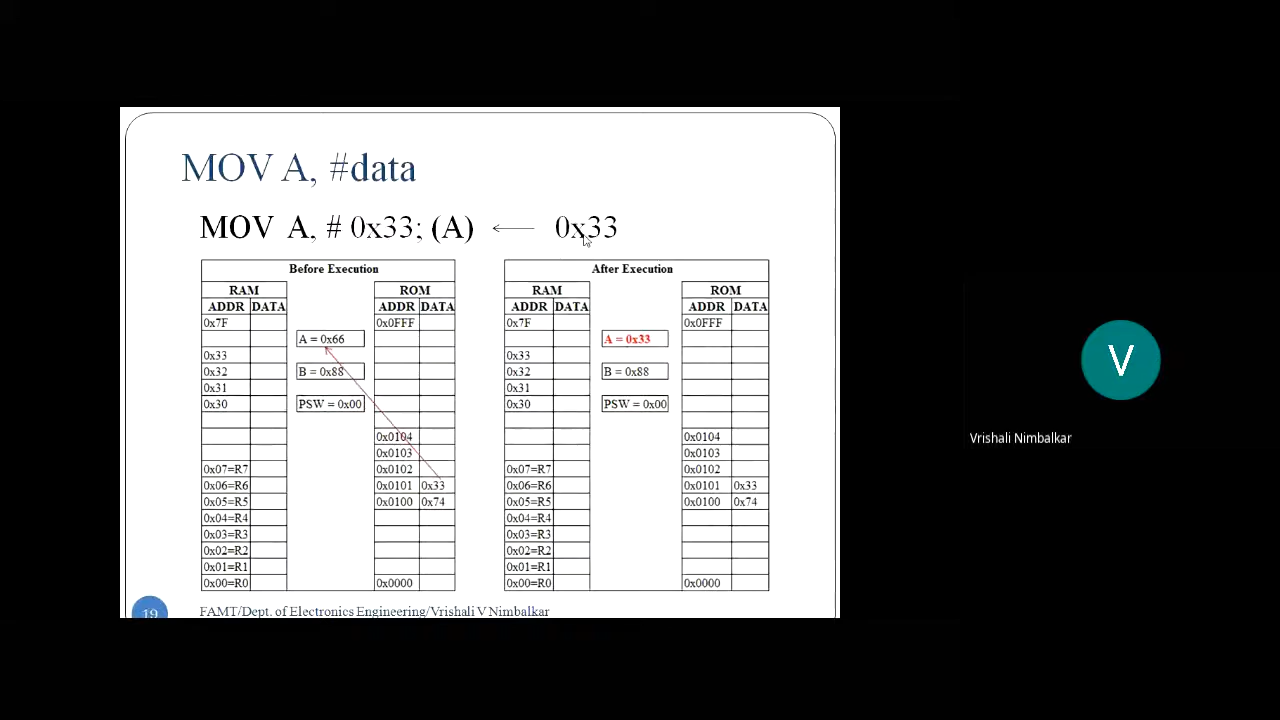 MOV A, #data
MOV A, # 0x33; (A) ← 0x33
Before Execution
RAM ROM
ADDR DATA ADDR DATA
0x7F 0x0FFF
A = 0x66
0x33
0x32 B = 0x88
0x31
0x30 PSW = 0x00
0x0104
0x0103
0x07=R7 0x0102
0x06=R6 0x0101 0x33
0x05=R5 0x0100 0x74
0x04=R4
0x03=R3
0x02=R2
0x01=R1
0x00=R0 0x0000
After Execution
RAM ROM
ADDR DATA ADDR DATA
0x7F 0x0FFF
A = 0x33
0x33
0x32 B = 0x88
0x31
0x30 PSW = 0x00
0x0104
0x0103
0x07=R7 0x0102
0x06=R6 0x0101 0x33
0x05=R5 0x0100 0x74
0x04=R4
0x03=R3
0x02=R2
0x01=R1
0x00=R0 0x0000
19 FAMT/Dept. of Electronics Engineering/Vrishali V Nimbalkar
V
Vrishali Nimbalkar